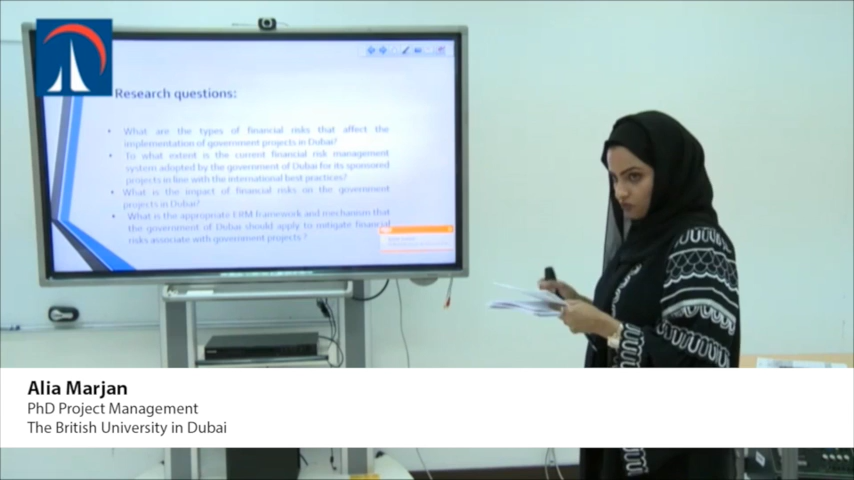 Research questions:
• What are the types of financial risks that affect the
implementation of government projects in Dubai?
• To what extent is the current financial risk management
system adopted by the government of Dubai for its sponsored
projects in line with the international best practices?
• What is the impact of financial risks on the government
projects in Dubai?
• What is the appropriate ERM framework and mechanism that
the government of Dubai should apply to mitigate financial
risks associate with government projects ?
Alia Marjan
PhD Project Management
The British University in Dubai